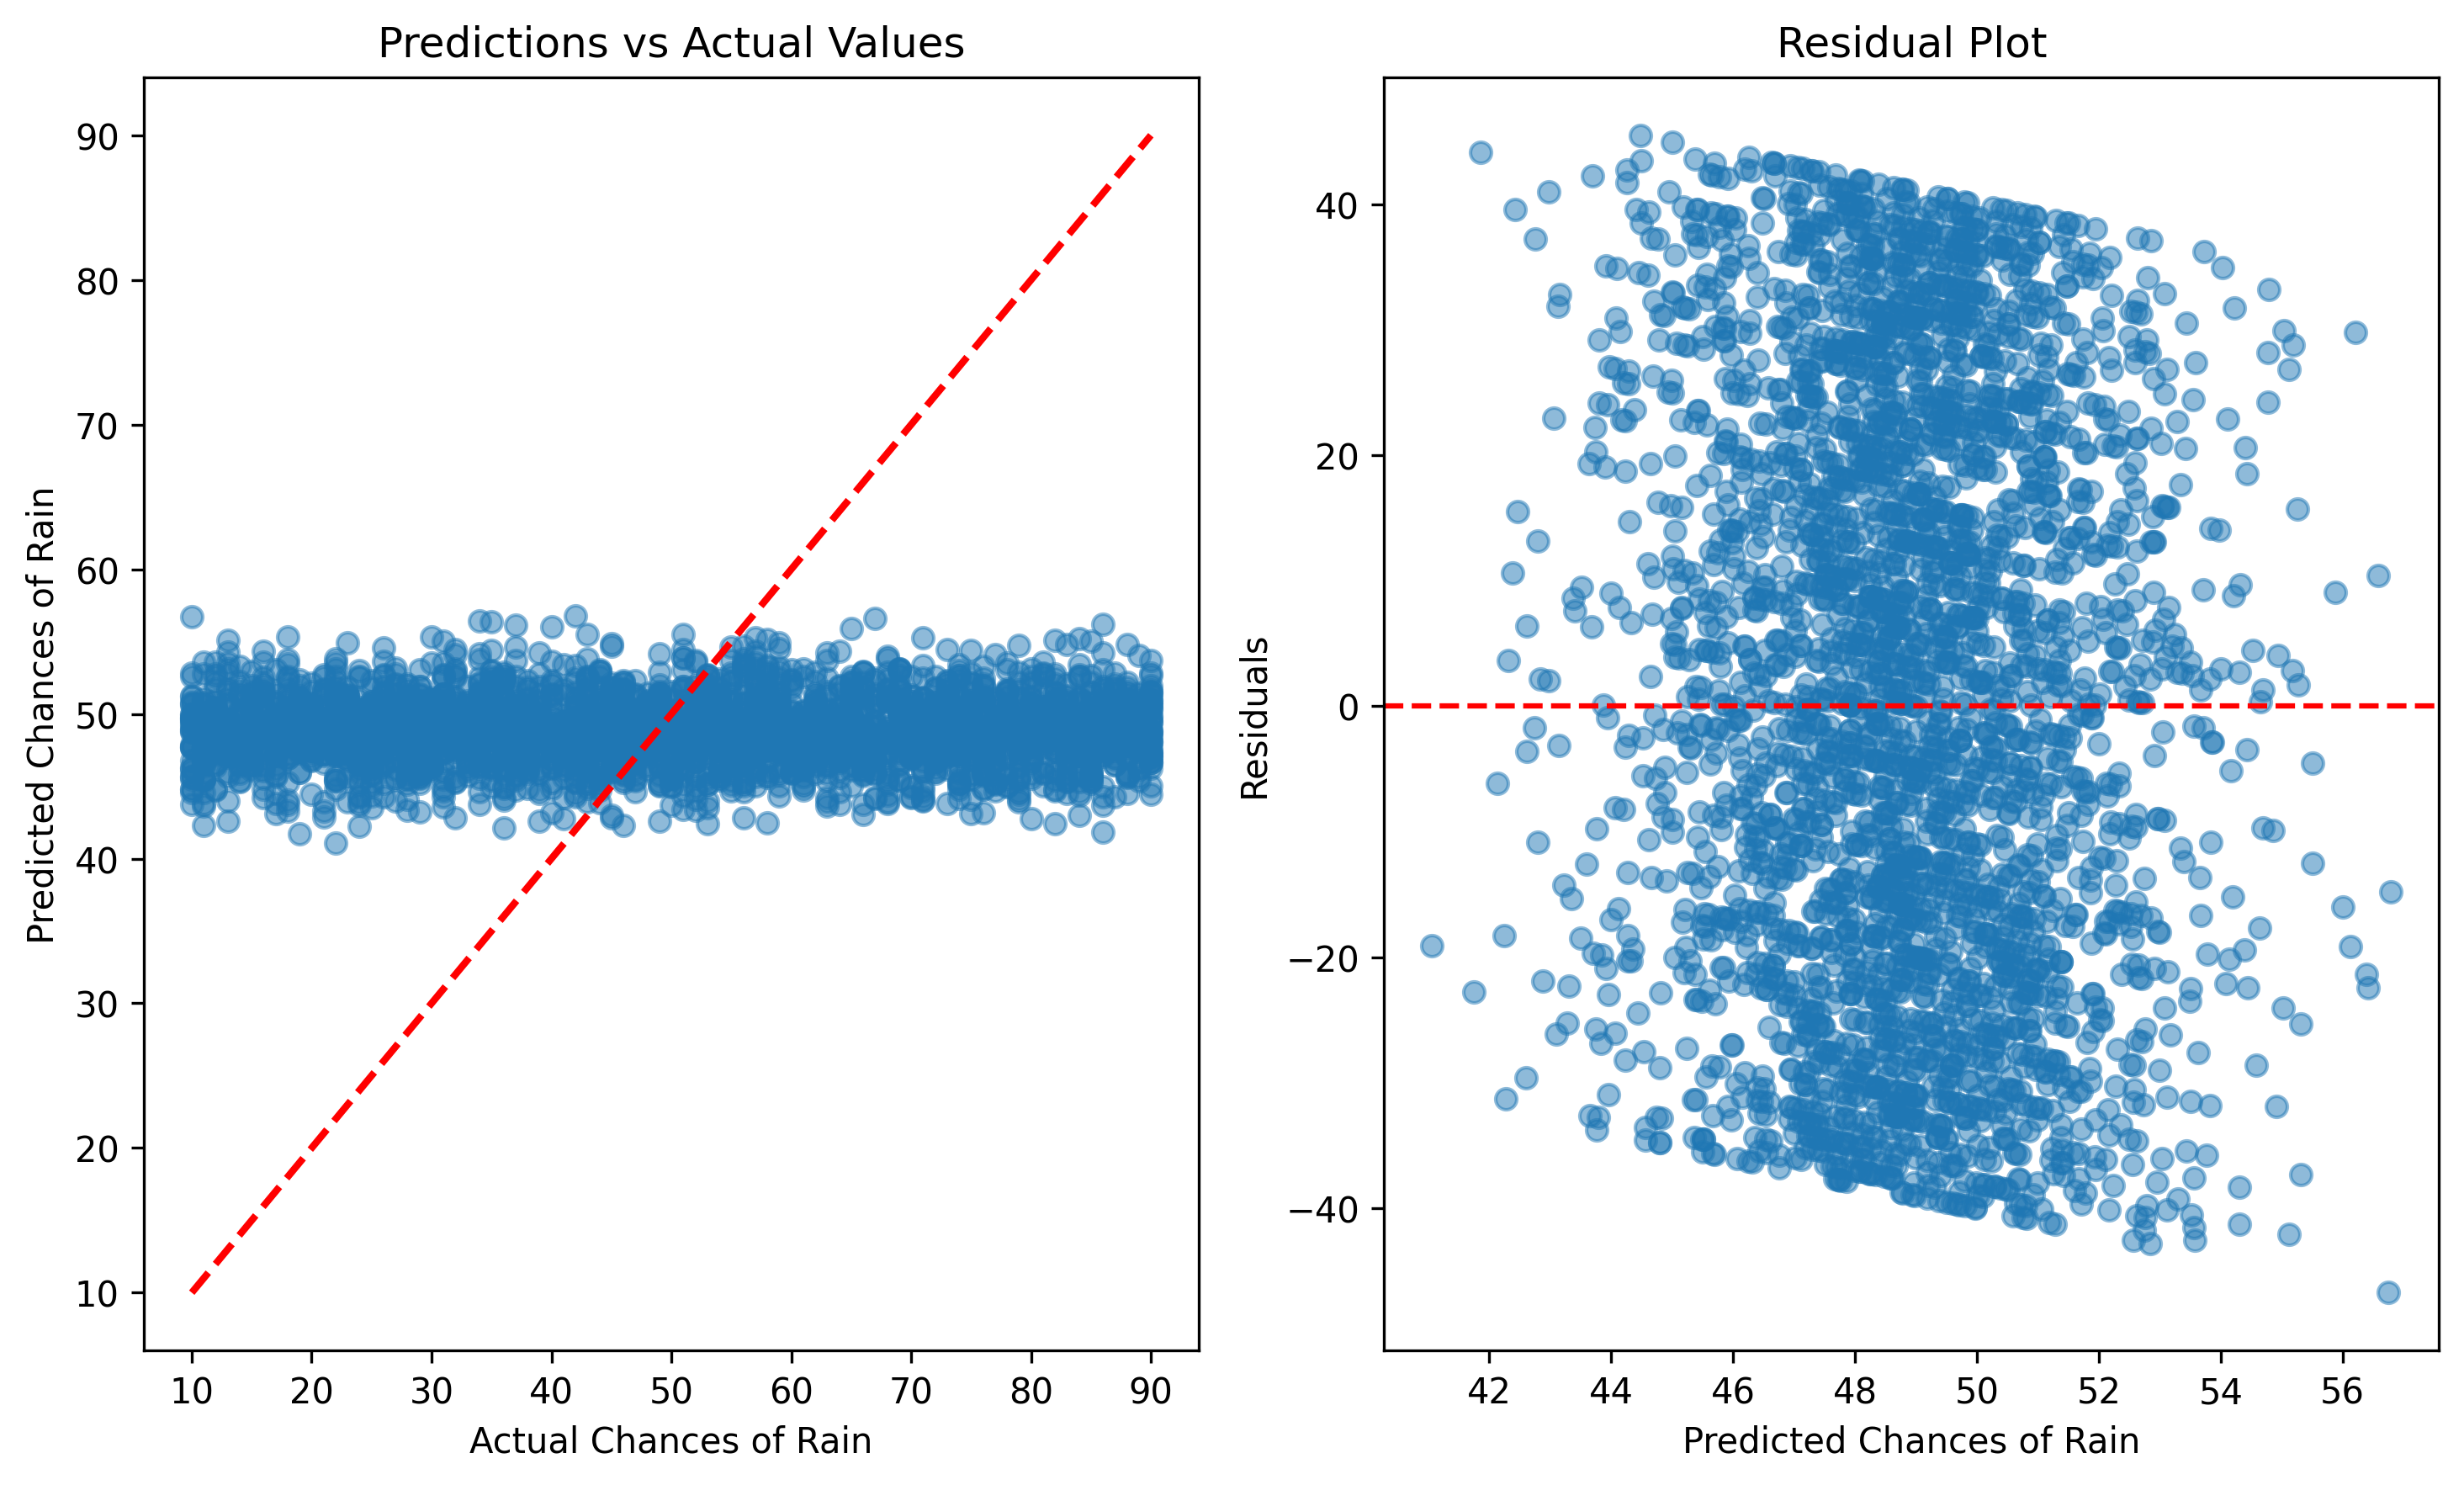 Predictions vs Actual Values
90
80
70
60
50
40
30
20
10
Predicted Chances of Rain
10 20 30 40 50 60 70 80 90
Actual Chances of Rain
Residual Plot
40
20
0
−20
−40
Residuals
42 44 46 48 50 52 54 56
Predicted Chances of Rain